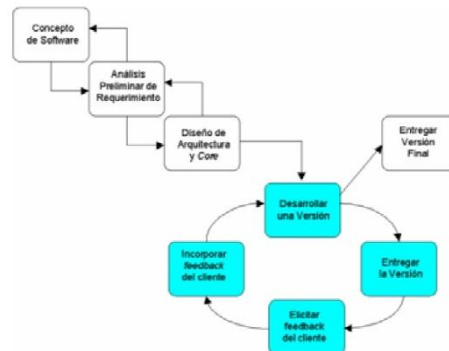 Concepto
de Software
Análisis
Preliminar de
Requerimiento
Diseño de
Arquitectura
y Core
Entregar
Versión
Final
Desarrollar
una Versión
Incorporar
feedback
del cliente
Entregar
la Versión
Elicitar
feedback
del cliente